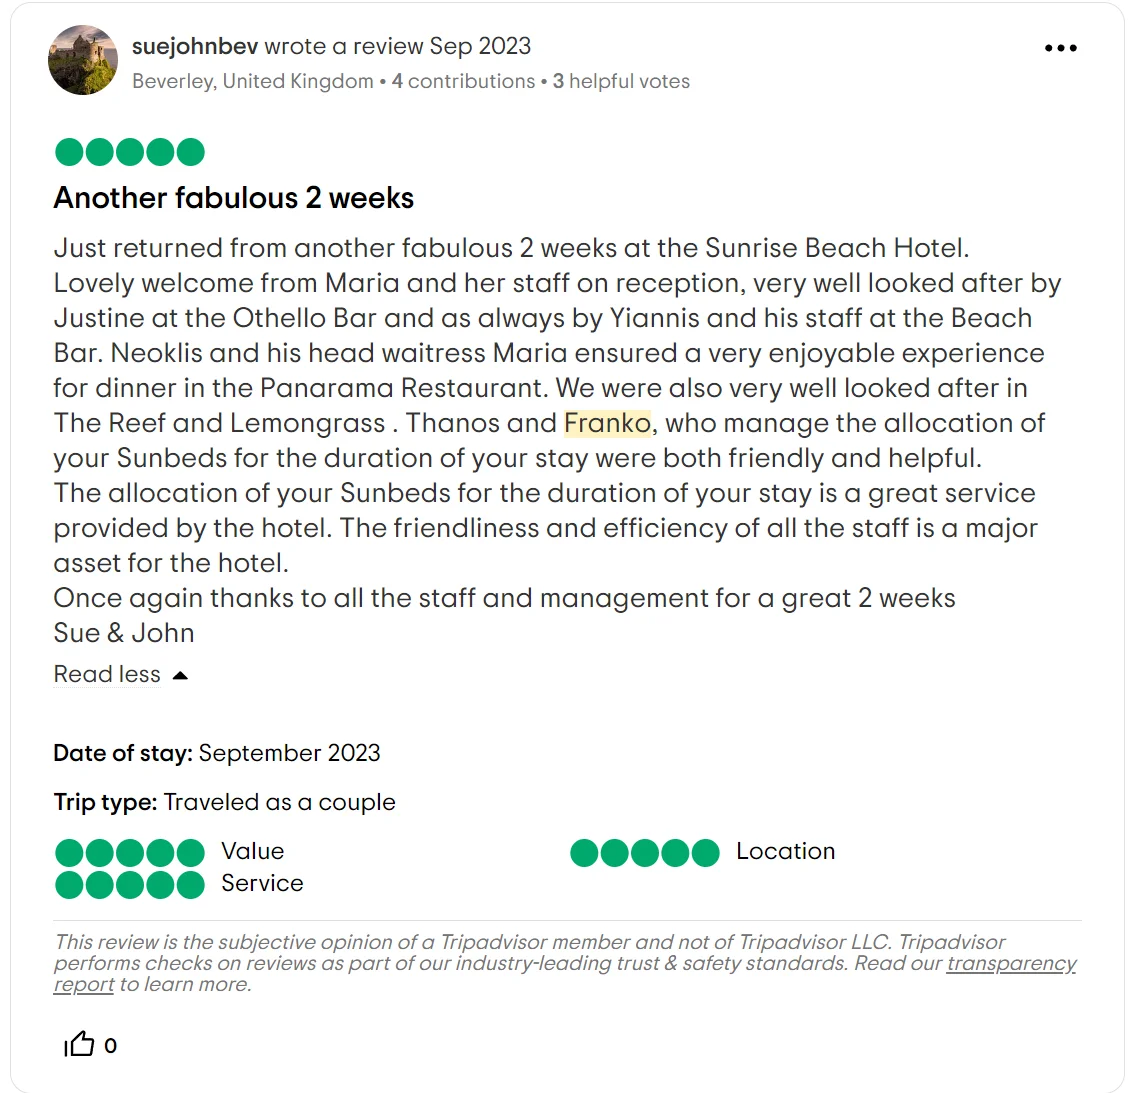 suejohnbev wrote a review Sep 2023
Beverley, United Kingdom • 4 contributions • 3 helpful votes
Another fabulous 2 weeks
Just returned from another fabulous 2 weeks at the Sunrise Beach Hotel.
Lovely welcome from Maria and her staff on reception, very well looked after by
Justine at the Othello Bar and as always by Yiannis and his staff at the Beach
Bar. Neoklis and his head waitress Maria ensured a very enjoyable experience
for dinner in the Panarama Restaurant. We were also very well looked after in
The Reef and Lemongrass . Thanos and Franko, who manage the allocation of
your Sunbeds for the duration of your stay were both friendly and helpful.
The allocation of your Sunbeds for the duration of your stay is a great service
provided by the hotel. The friendliness and efficiency of all the staff is a major
asset for the hotel.
Once again thanks to all the staff and management for a great 2 weeks
Sue & John
Read less
Date of stay: September 2023
Trip type: Traveled as a couple
Value
Location
Service
This review is the subjective opinion of a Tripadvisor member and not of Tripadvisor LLC. Tripadvisor
performs checks on reviews as part of our industry-leading trust & safety standards. Read our transparency
report to learn more.
0